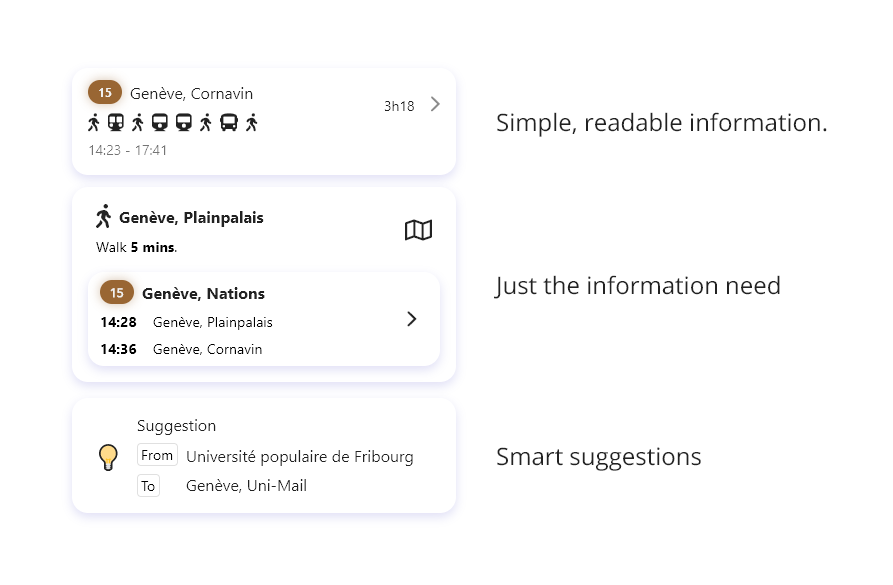 15 Genève, Cornavin
3h18
14:23 - 17:41
Simple, readable information.
Genève, Plainpalais
Walk 5 mins.
15 Genève, Nations
14:28 Genève, Plainpalais
14:36 Genève, Cornavin
Just the information need
Suggestion
From Université populaire de Fribourg
To Genève, Uni-Mail
Smart suggestions